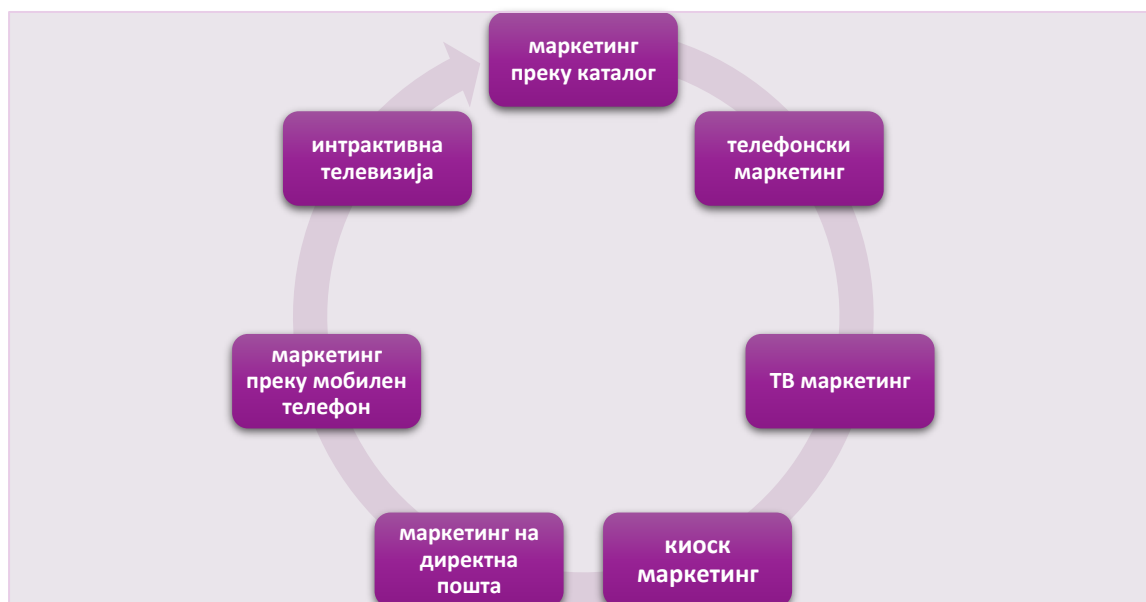 маркетинг
преку каталог
телефонски
маркетинг
ТВ маркетинг
киоск
маркетинг
маркетинг на
директна
пошта
маркетинг
преку мобилен
телефон
интрактивна
телевизија